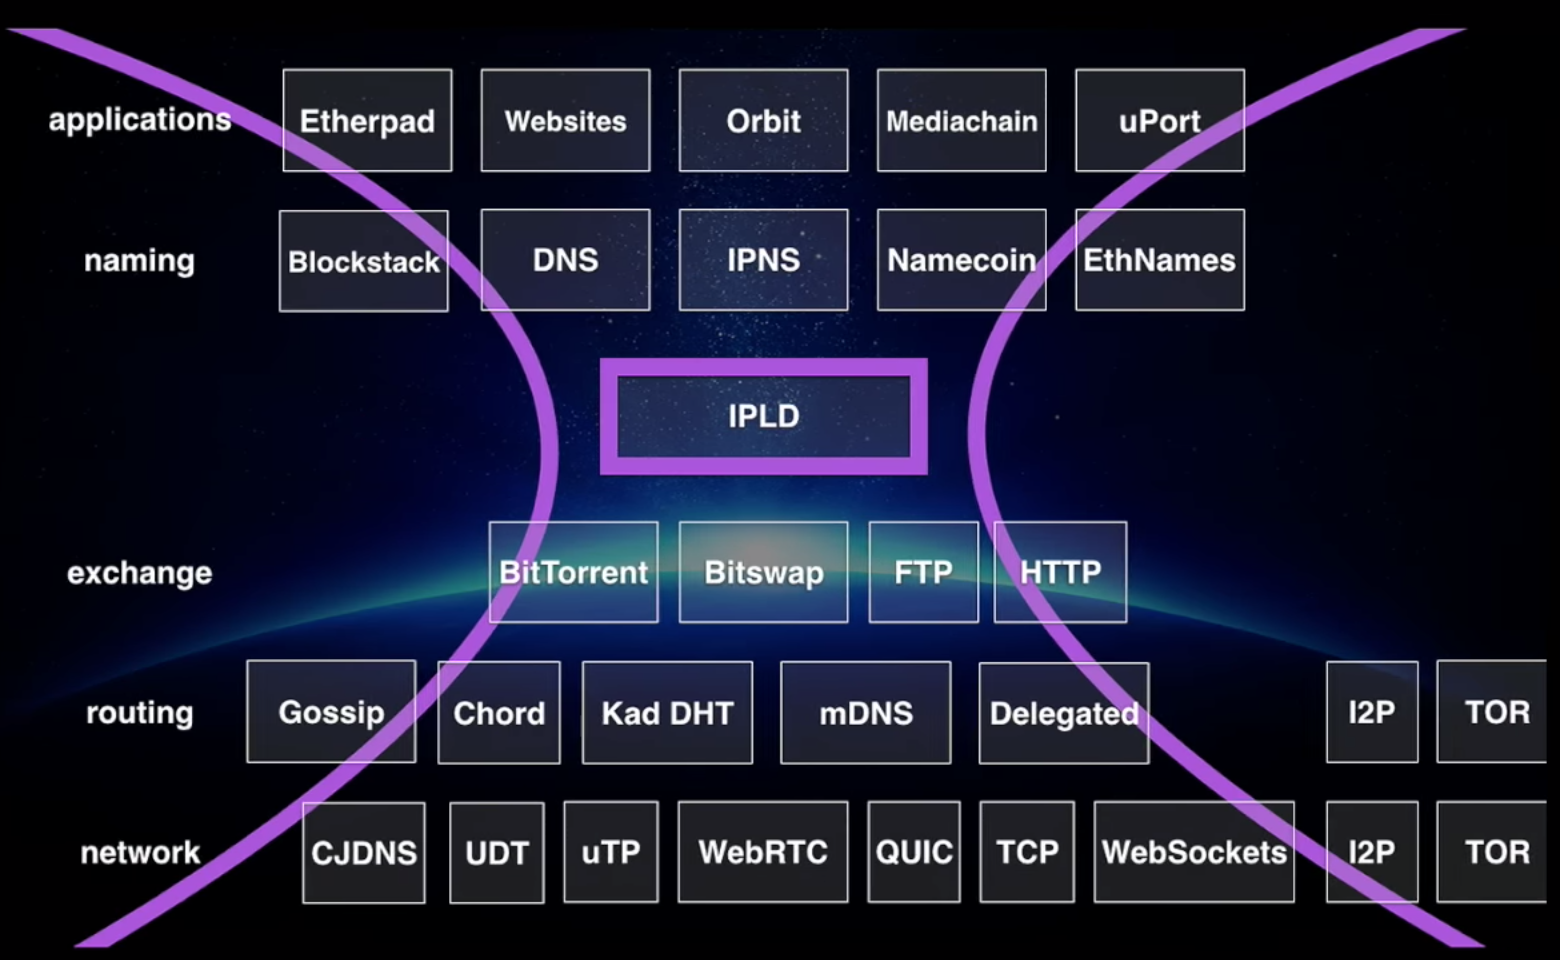 applications Etherpad Websites Orbit Mediachain uPort
naming Blockstack DNS IPNS Namecoin EthNames
IPLD
exchange BitTorrent Bitswap FTP HTTP
routing Gossip Chord Kad DHT mDNS Delegated I2P TOR
network CJDNS UDT uTP WebRTC QUIC TCP WebSockets I2P TOR